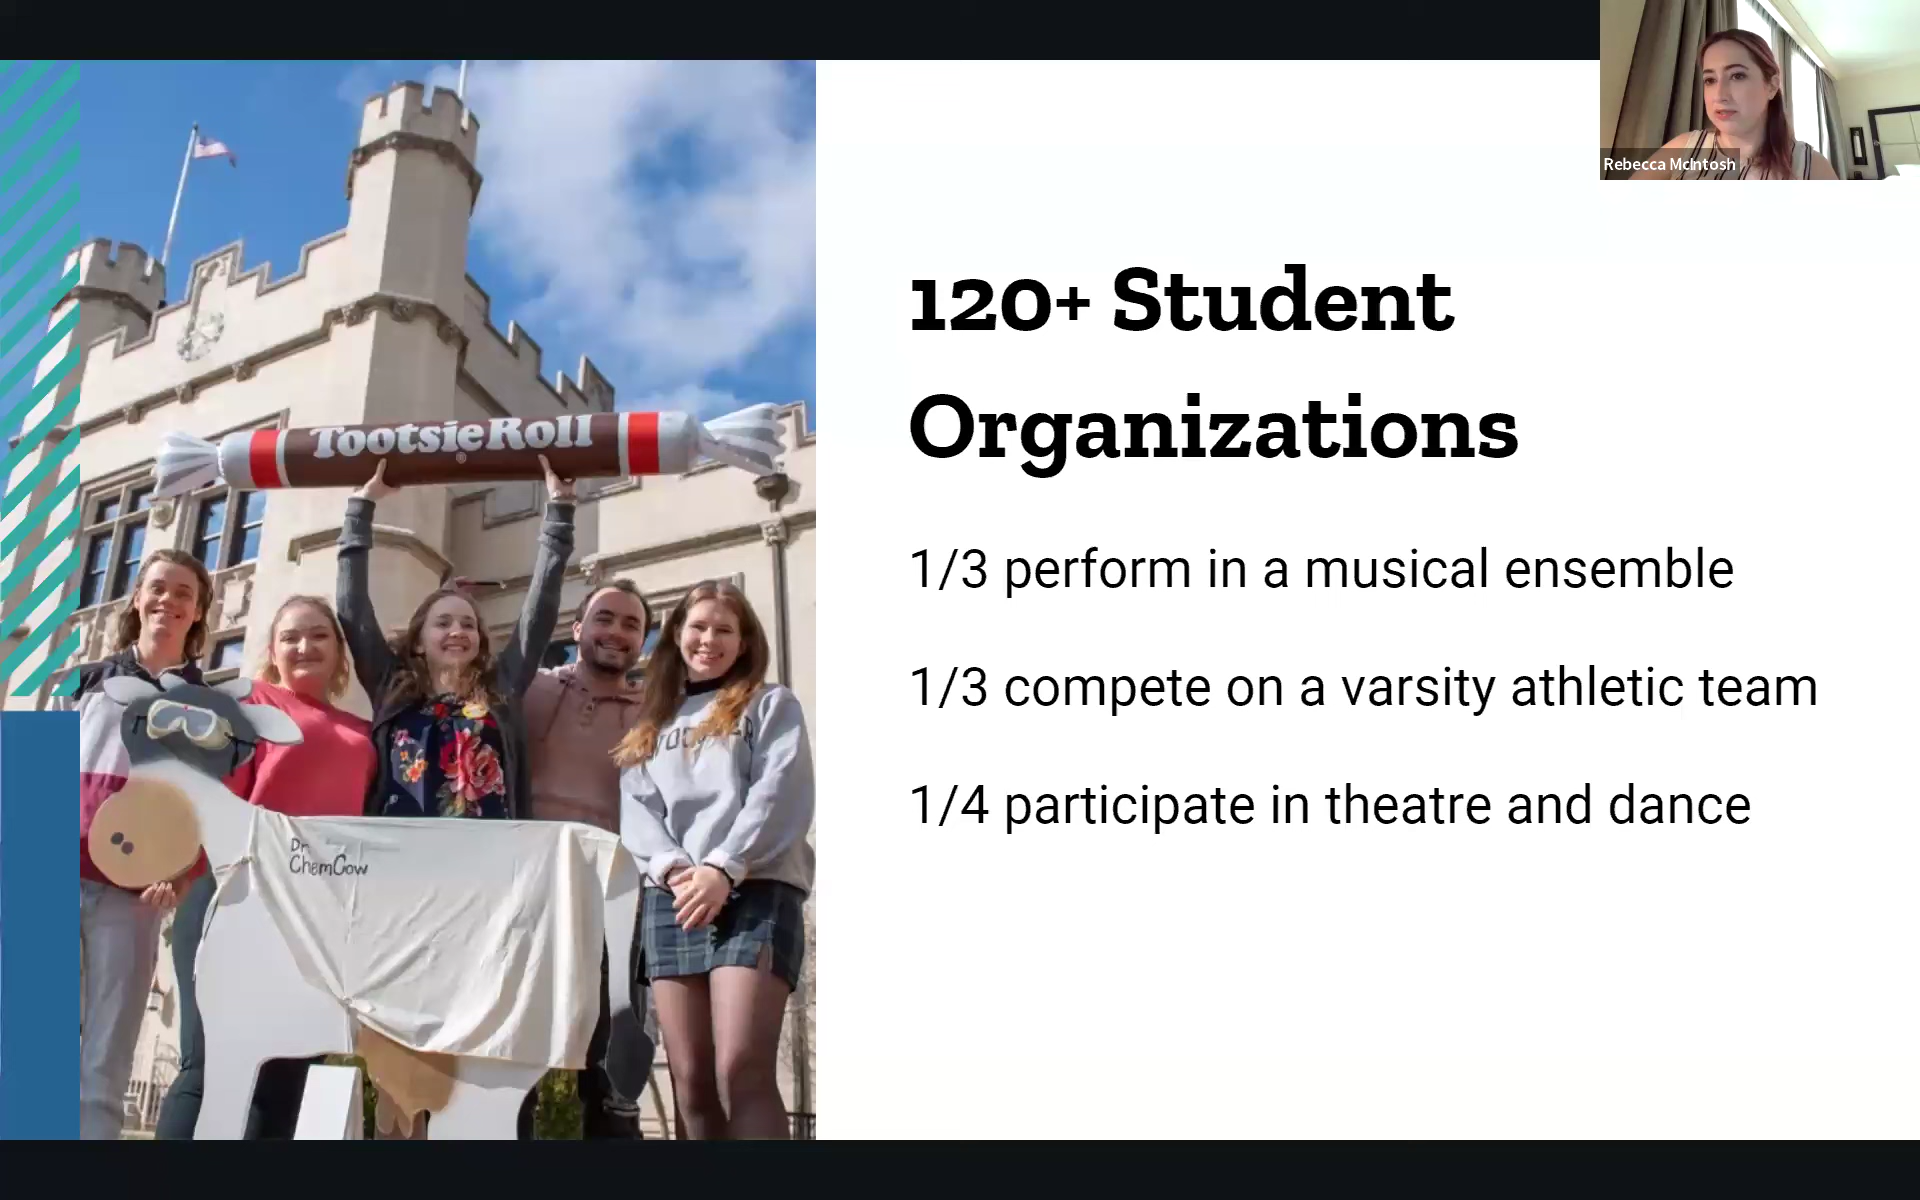 Rebecca McIntosh
120+ Student
Organizations
1/3 perform in a musical ensemble
1/3 compete on a varsity athletic team
1/4 participate in theatre and dance
TootsieRoll
®
Dr.
ChemCow